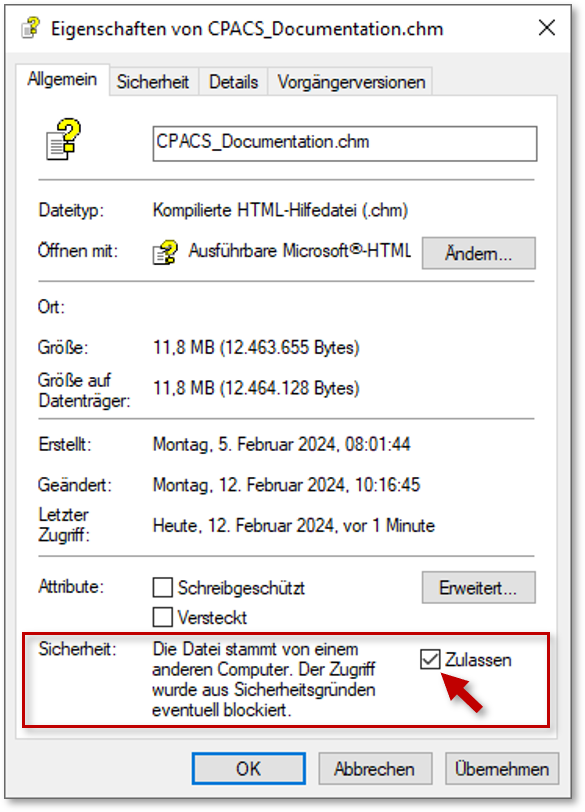 Eigenschaften von CPACS_Documentation.chm
Allgemein Sicherheit Details Vorgängerversionen
CPACS_Documentation.chm
Dateityp: Kompilierte HTML-Hilfedatei (.chm)
Öffnen mit: Ausführbare Microsoft®-HTML Ändern...
Ort:
Größe: 11,8 MB (12.463.655 Bytes)
Größe auf
Datenträger: 11,8 MB (12.464.128 Bytes)
Erstellt: Montag, 5. Februar 2024, 08:01:44
Geändert: Montag, 12. Februar 2024, 10:16:45
Letzter
Zugriff: Heute, 12. Februar 2024, vor 1 Minute
Attribute: Schreibgeschützt Erweitert...
Versteckt
Sicherheit: Die Datei stammt von einem
anderen Computer. Der Zugriff
wurde aus Sicherheitsgründen
eventuell blockiert.
Zulassen
OK Abbrechen Übernehmen